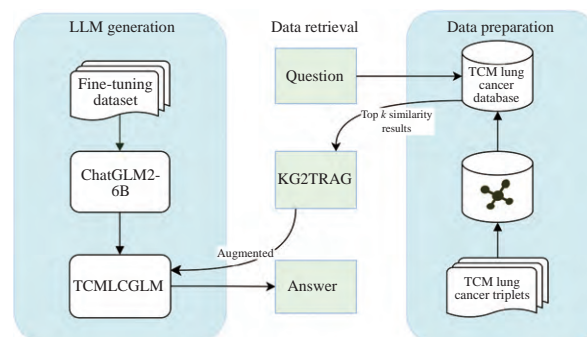 LLM generation
Data retrieval
Data preparation
Fine-tuning
dataset
ChatGLM2-
6B
TCMLCGLM
Question
Top k similarity
results
KG2TRAG
Augmented
Answer
TCM lung
cancer
database
TCM lung
cancer triplets